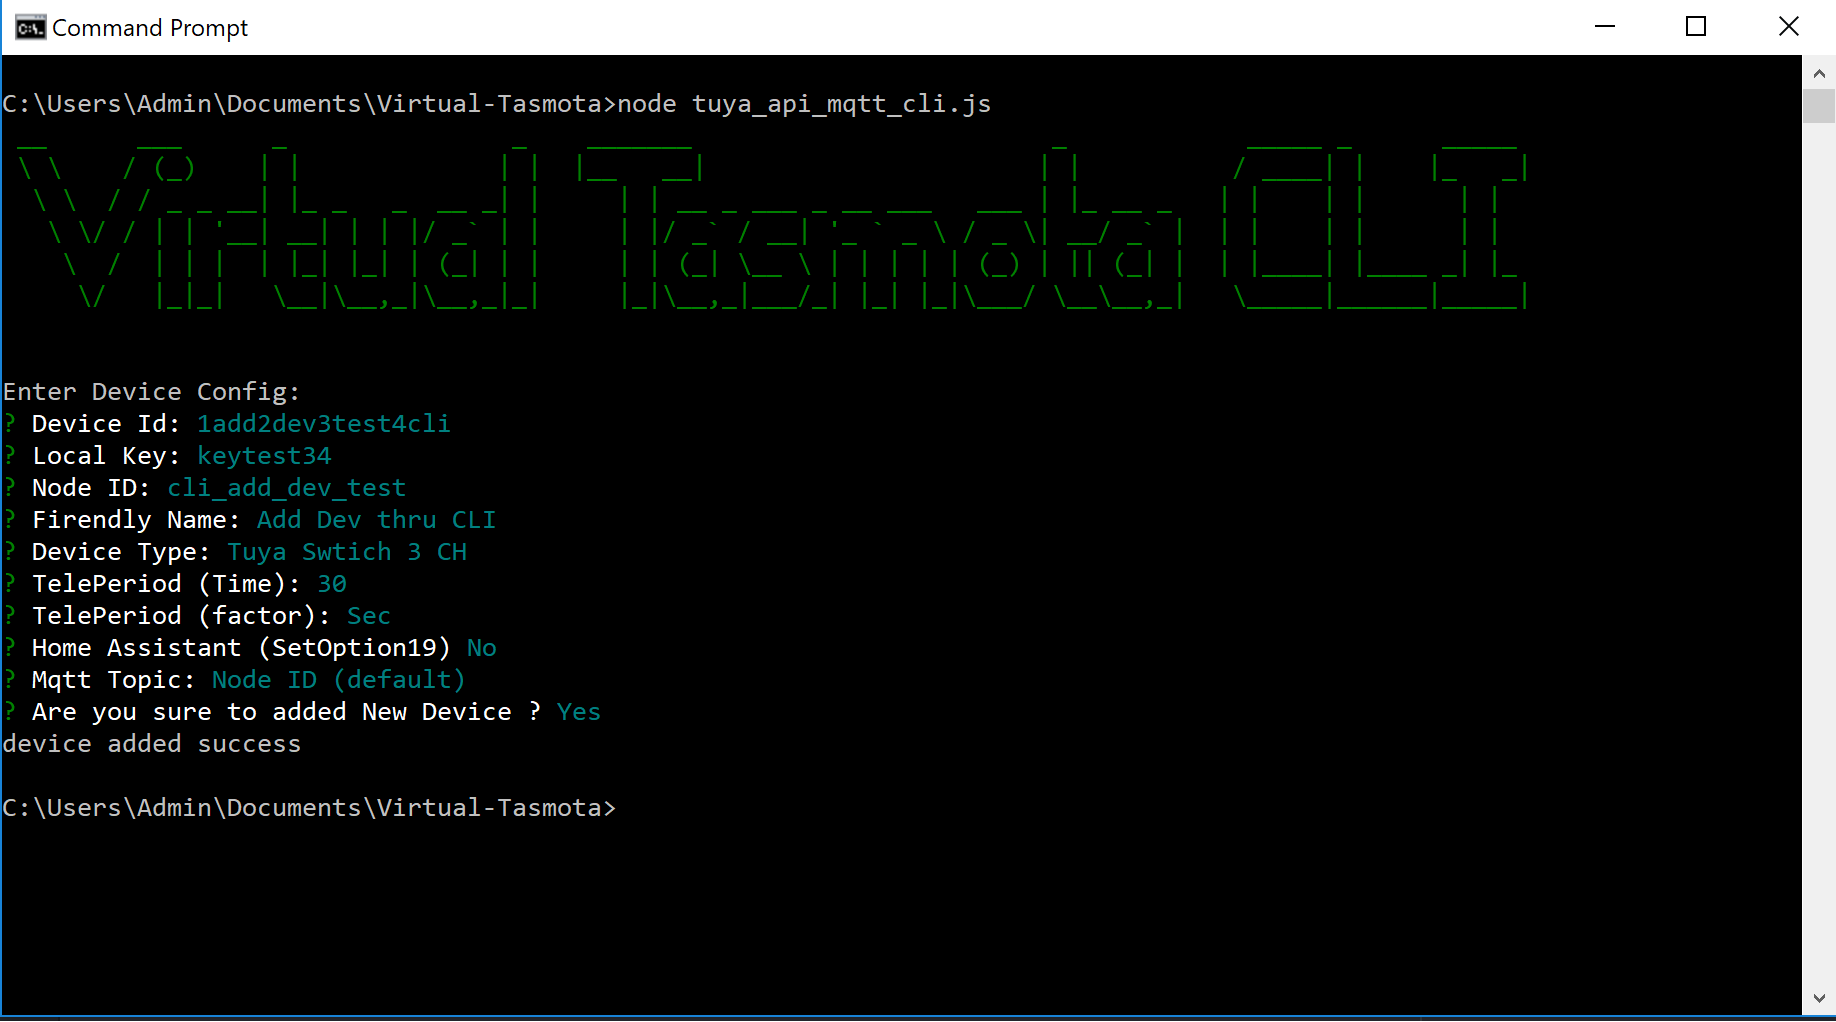 Command Prompt
C:\Users\Admin\Documents\Virtual-Tasmota>node tuya_api_mqtt_cli.js
Virtual Tasmota CLI
Enter Device Config:
? Device Id: 1add2dev3test4cli
? Local Key: keytest34
? Node ID: cli_add_dev_test
? Firendly Name: Add Dev thru CLI
? Device Type: Tuya Swtich 3 CH
? TelePeriod (Time): 30
? TelePeriod (factor): Sec
? Home Assistant (SetOption19) No
? Mqtt Topic: Node ID (default)
? Are you sure to added New Device ? Yes
device added success
C:\Users\Admin\Documents\Virtual-Tasmota>